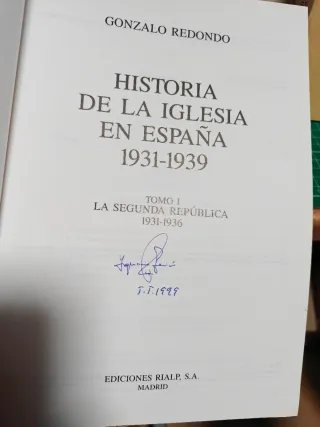 GONZALO REDONDO
HISTORIA
DE LA IGLESIA
EN ESPAÑA
1931-1939
TOMO I
LA SEGUNDA REPÚBLICA
1931-1936
EDICIONES RIALP, S.A.
MADRID